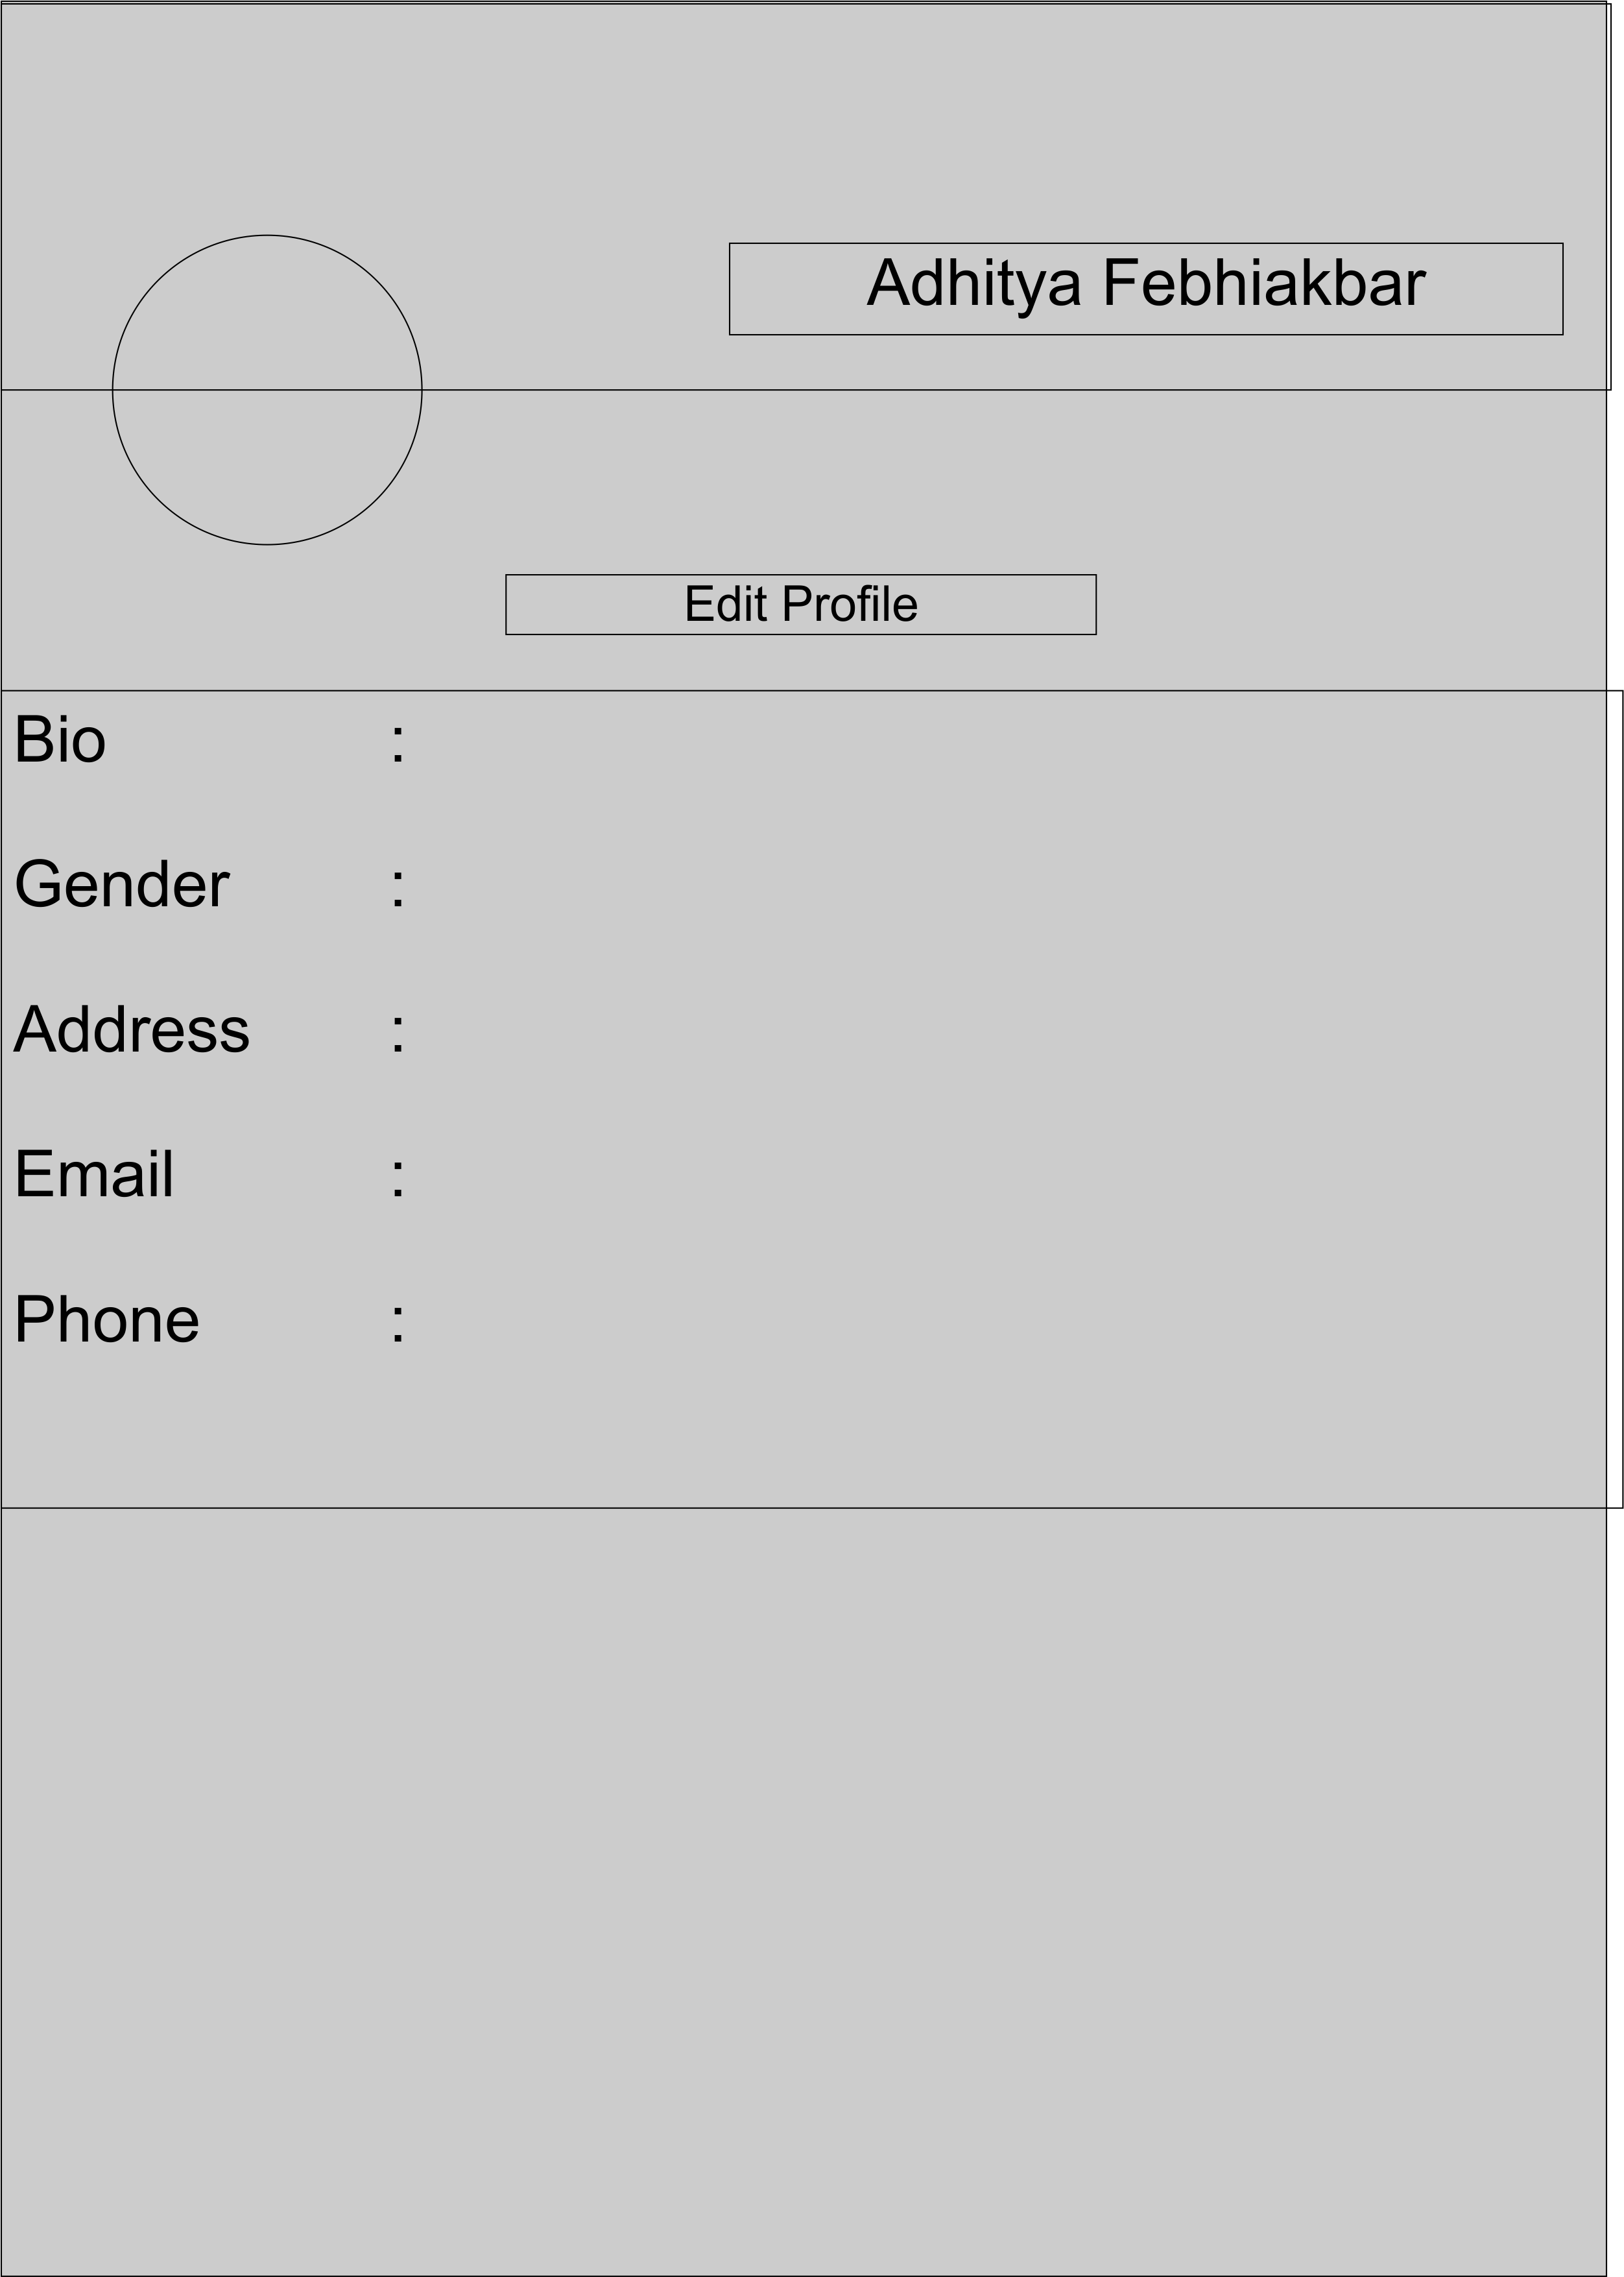 Adhitya Febhiakbar
Edit Profile
Bio :
Gender :
Address :
Email :
Phone :